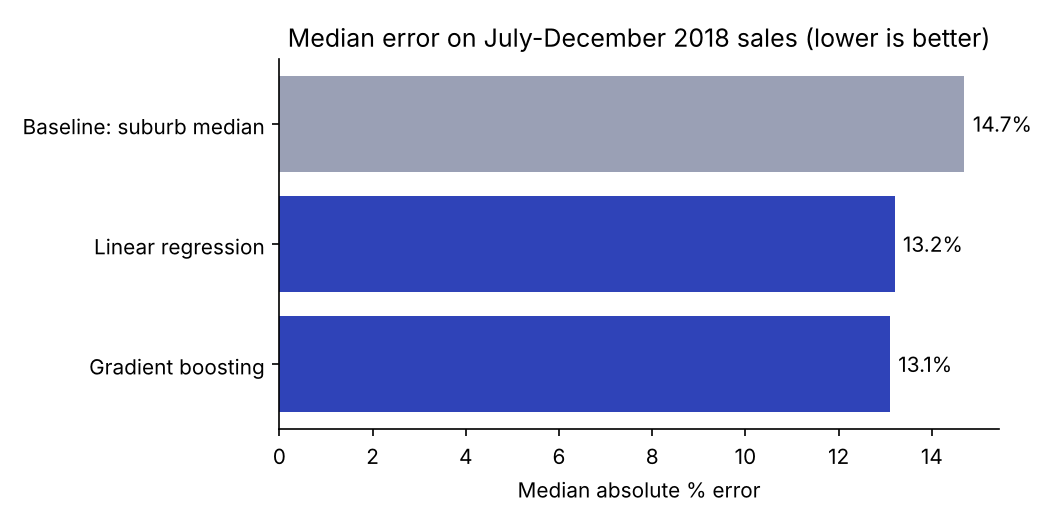 Median error on July-December 2018 sales (lower is better)
Baseline: suburb median
14.7%
Linear regression
13.2%
Gradient boosting
13.1%
0 2 4 6 8 10 12 14
Median absolute % error